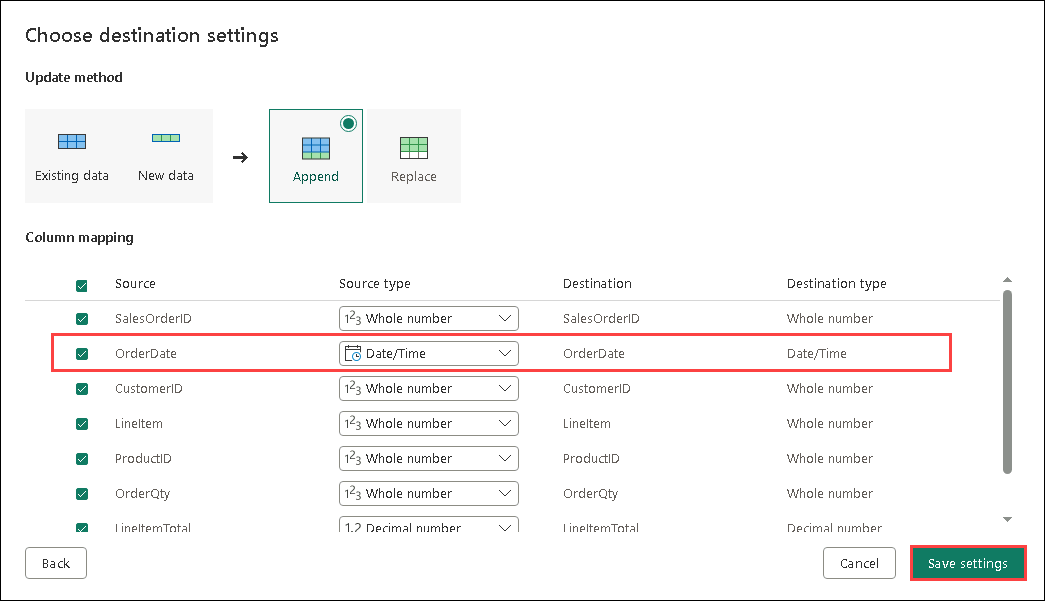 Choose destination settings
Update method
Existing data New data Append Replace
Column mapping
Source Source type Destination Destination type
SalesOrderID 123 Whole number SalesOrderID Whole number
OrderDate Date/Time OrderDate Date/Time
CustomerID 123 Whole number CustomerID Whole number
LineItem 123 Whole number LineItem Whole number
ProductID 123 Whole number ProductID Whole number
OrderQty 123 Whole number OrderQty Whole number
LineItemTotal 1.2 Decimal number LineItemTotal Decimal number
Back Cancel Save settings